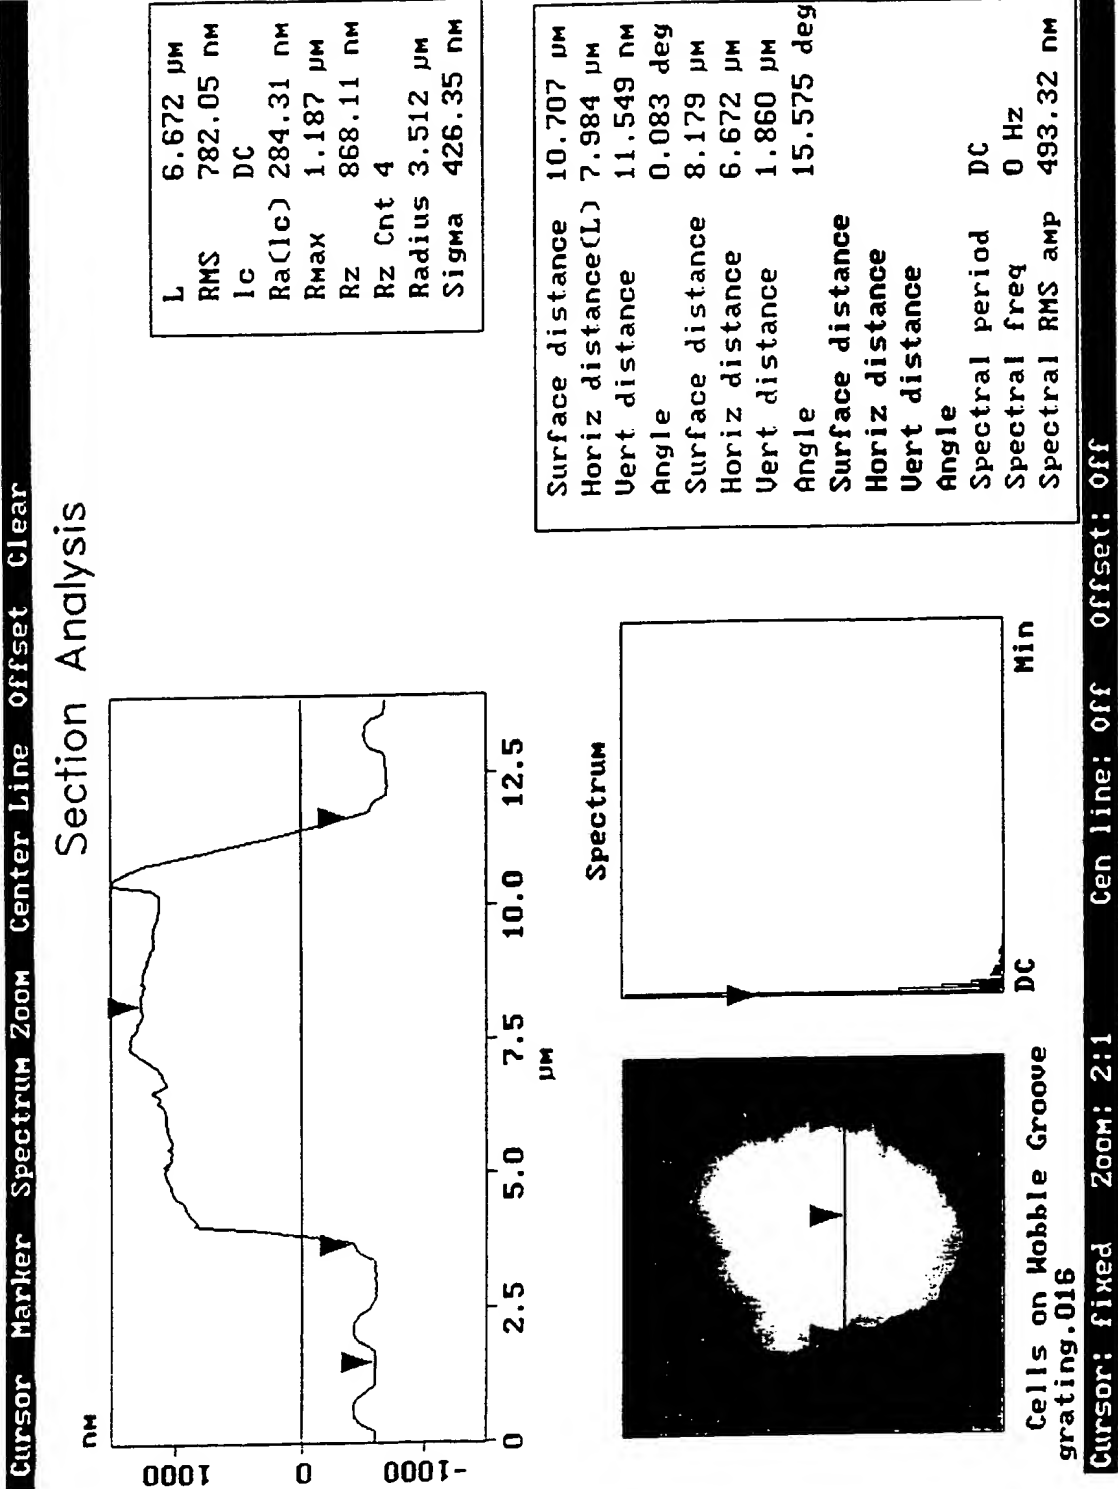 Cursor Marker Spectrum Zoom Center Line Offset Clear
Section Analysis
nM
1000
0
-1000
0
2.5
5.0
7.5
10.0
12.5
µM
L 6.672 µM
RMS 782.05 nM
lc DC
Ra(lc) 284.31 nM
RMax 1.187 µM
Rz 868.11 nM
Rz Cnt 4
Radius 3.512 µM
SigMa 426.35 nM
Cells on Wobble Groove
grating.016
SpectruM
DC
Min
Surface distance 10.707 µM
Horiz distance(L) 7.984 µM
Vert distance 11.549 nM
Angle 0.083 deg
Surface distance 8.179 µM
Horiz distance 6.672 µM
Vert distance 1.860 µM
Angle 15.575 deg
Surface distance
Horiz distance
Vert distance
Angle
Spectral period DC
Spectral freq 0 Hz
Spectral RMS aMp 493.32 nM
Cursor: fixed Zoom: 2:1 Cen line: Off Offset: Off